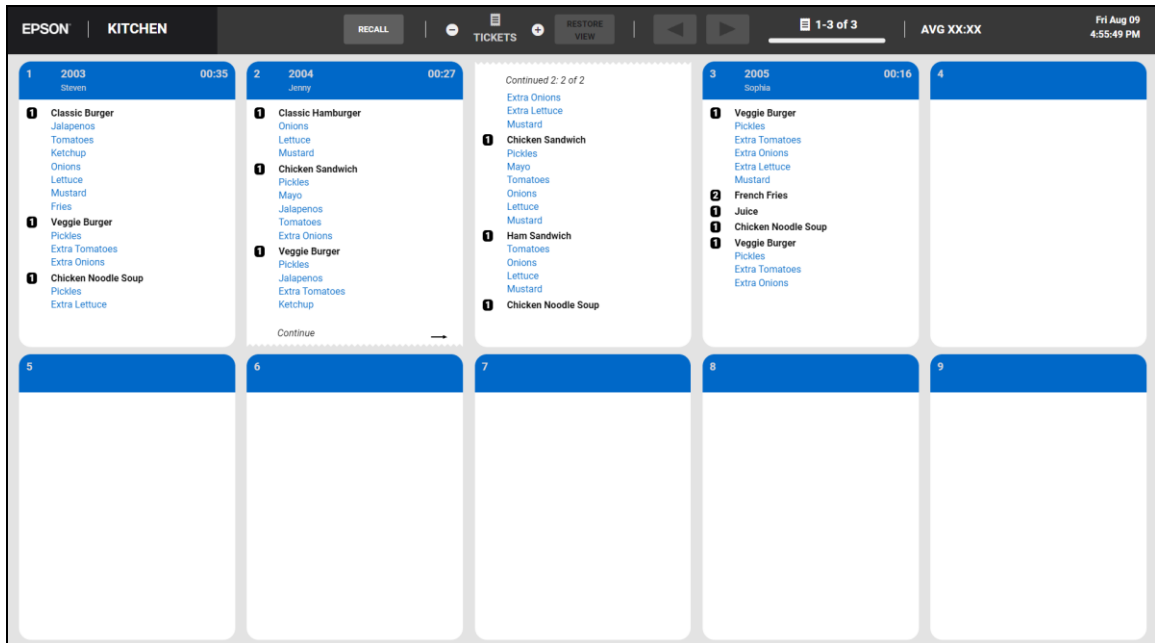 EPSON | KITCHEN
RECALL
TICKETS
RESTORE
VIEW
1-3 of 3
AVG XX:XX
Fri Aug 09
4:55:49 PM
1 2003 00:35
Steven
1 Classic Burger
Jalapenos
Tomatoes
Ketchup
Onions
Lettuce
Mustard
Fries
1 Veggie Burger
Pickles
Extra Tomatoes
Extra Onions
1 Chicken Noodle Soup
Pickles
Extra Lettuce
2 2004 00:27
Jenny
1 Classic Hamburger
Onions
Lettuce
Mustard
1 Chicken Sandwich
Pickles
Mayo
Jalapenos
Tomatoes
Extra Onions
1 Veggie Burger
Pickles
Jalapenos
Extra Tomatoes
Ketchup
Continue →
Continued 2: 2 of 2
Extra Onions
Extra Lettuce
Mustard
1 Chicken Sandwich
Pickles
Mayo
Tomatoes
Onions
Lettuce
Mustard
1 Ham Sandwich
Tomatoes
Onions
Lettuce
Mustard
1 Chicken Noodle Soup
3 2005 00:16
Sophia
1 Veggie Burger
Pickles
Extra Tomatoes
Extra Onions
Extra Lettuce
Mustard
2 French Fries
1 Juice
1 Chicken Noodle Soup
1 Veggie Burger
Pickles
Extra Tomatoes
Extra Onions
4
5
6
7
8
9